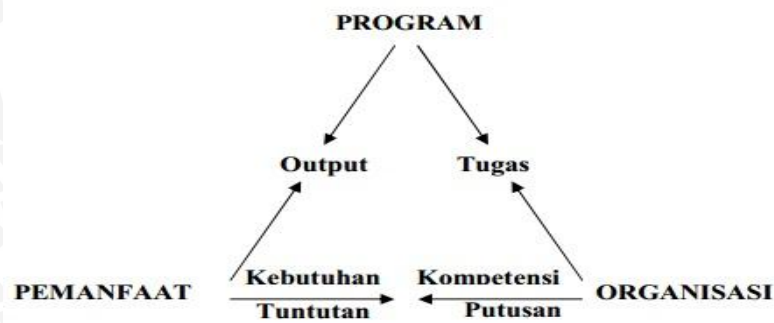 PROGRAM
Output Tugas
Kebutuhan Kompetensi
PEMANFAAT ORGANISASI
Tuntutan Putusan